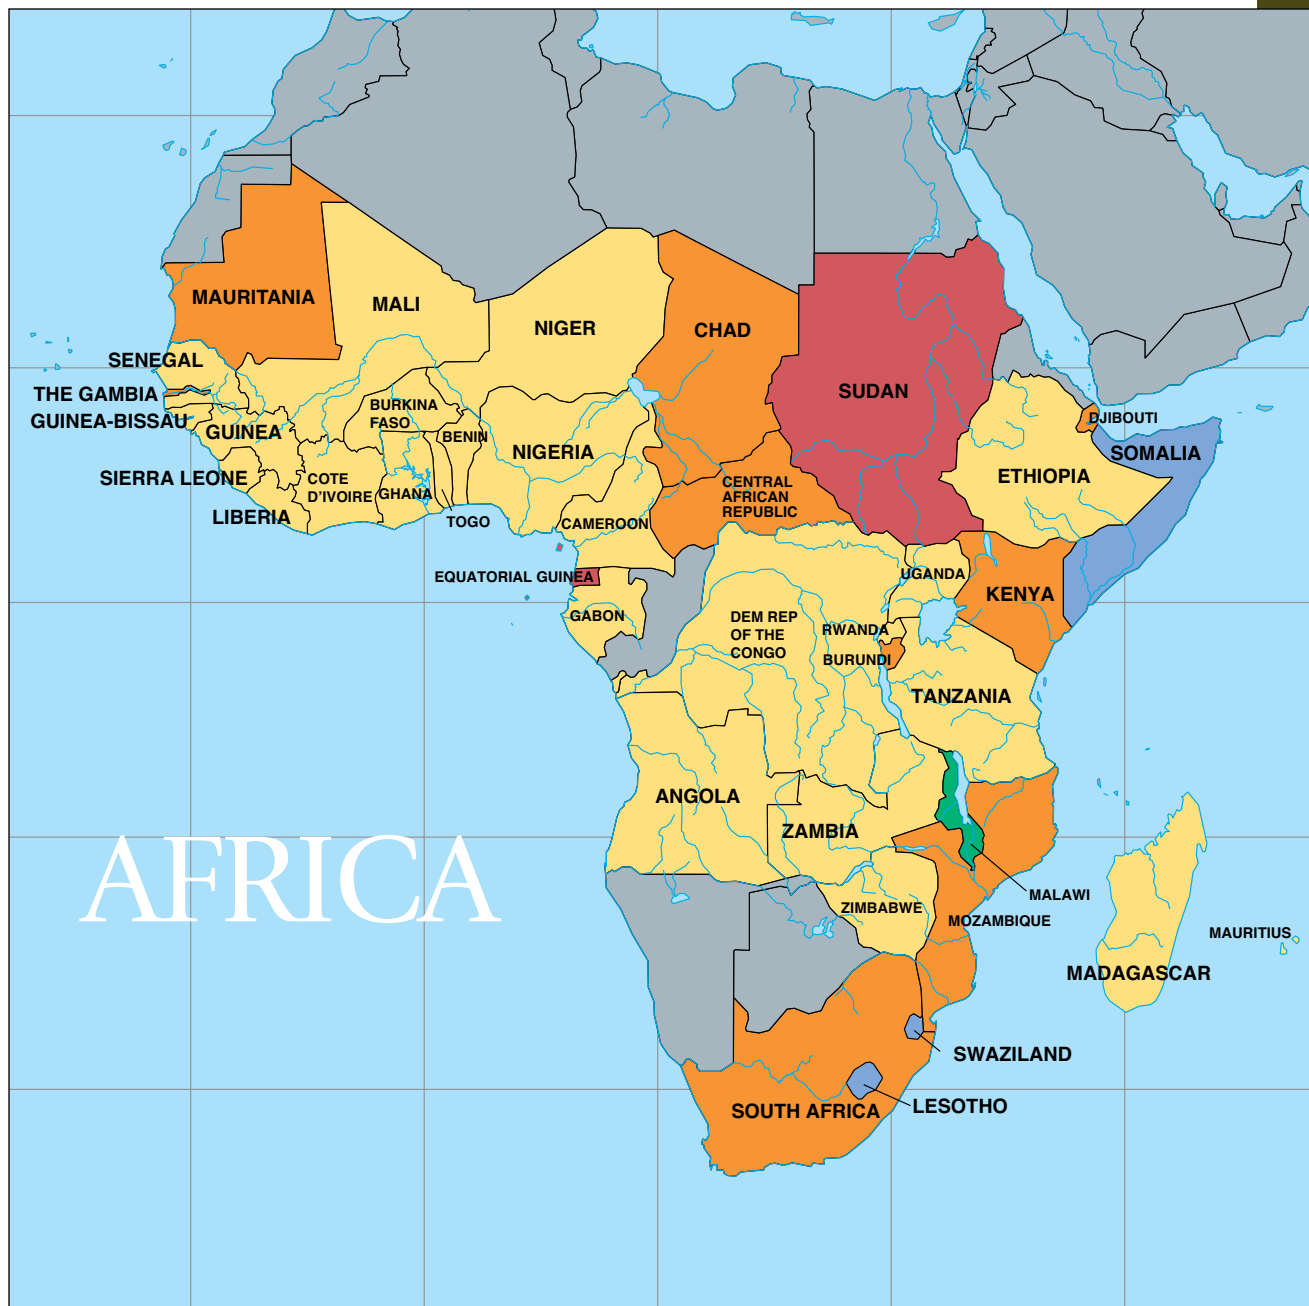 MAURITANIA
MALI
NIGER
CHAD
SUDAN
SENEGAL
THE GAMBIA
GUINEA-BISSAU
GUINEA
BURKINA
FASO
BENIN
NIGERIA
DJIBOUTI
SOMALIA
ETHIOPIA
SIERRA LEONE
COTE
D'IVOIRE
GHANA
CENTRAL
AFRICAN
REPUBLIC
LIBERIA
TOGO
CAMEROON
EQUATORIAL GUINEA
UGANDA
KENYA
GABON
DEM REP
OF THE
CONGO
RWANDA
BURUNDI
TANZANIA
ANGOLA
ZAMBIA
AFRICA
MALAWI
ZIMBABWE
MOZAMBIQUE
MAURITIUS
MADAGASCAR
SWAZILAND
SOUTH AFRICA
LESOTHO